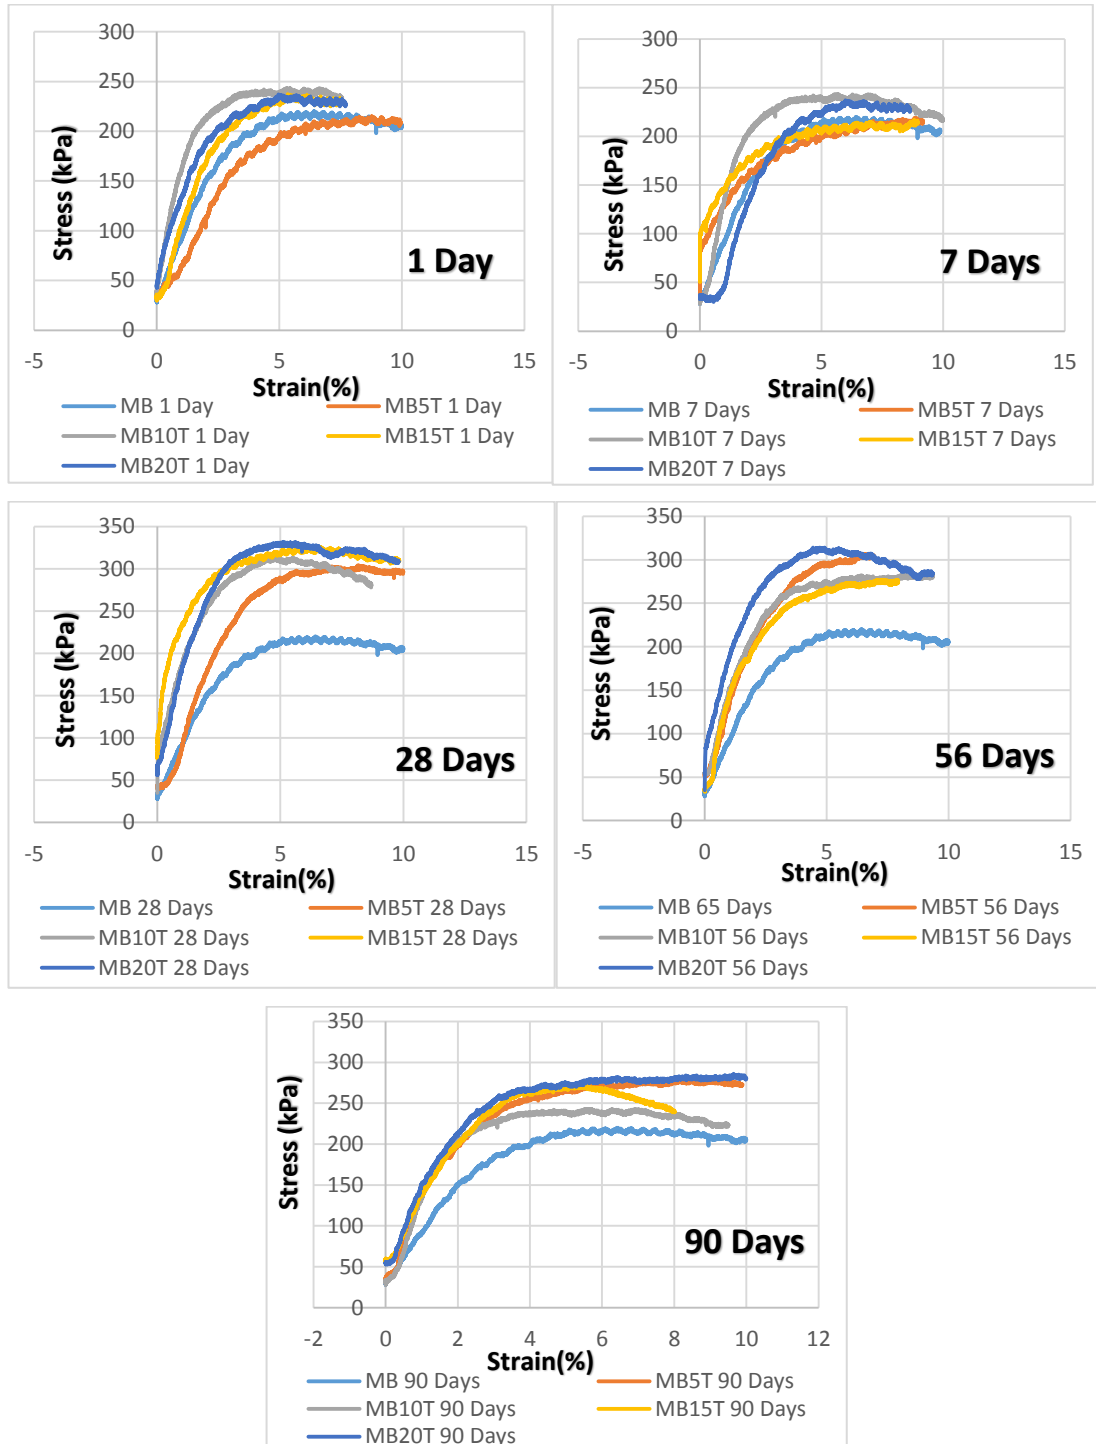 300
250
200
150
100
50
0
Stress (kPa)
1 Day
-5 0 5 10 15
Strain(%)
MB 1 Day MB5T 1 Day
MB10T 1 Day MB15T 1 Day
MB20T 1 Day
300
250
200
150
100
50
0
Stress (kPa)
7 Days
-5 0 5 10 15
Strain(%)
MB 7 Days MB5T 7 Days
MB10T 7 Days MB15T 7 Days
MB20T 7 Days
350
300
250
200
150
100
50
0
Stress (kPa)
28 Days
-5 0 5 10 15
Strain(%)
MB 28 Days MB5T 28 Days
MB10T 28 Days MB15T 28 Days
MB20T 28 Days
350
300
250
200
150
100
50
0
Stress (kPa)
56 Days
-5 0 5 10 15
Strain(%)
MB 65 Days MB5T 56 Days
MB10T 56 Days MB15T 56 Days
MB20T 56 Days
350
300
250
200
150
100
50
0
Stress (kPa)
90 Days
-2 0 2 4 6 8 10 12
Strain(%)
MB 90 Days MB5T 90 Days
MB10T 90 Days MB15T 90 Days
MB20T 90 Days